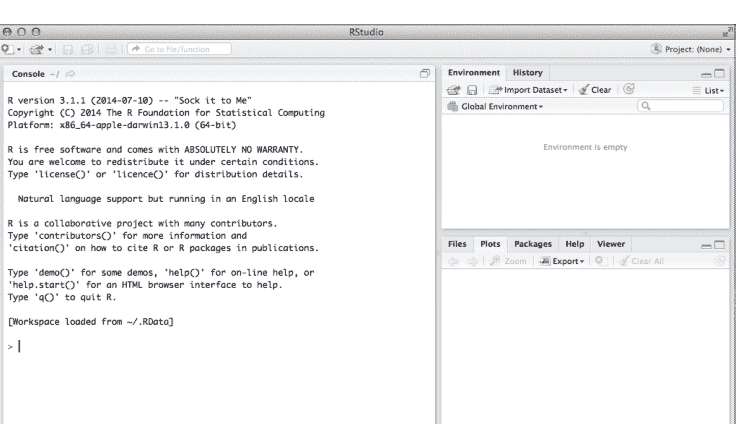 RStudio
Go to file/function
Project: (None)
Console ~/
R version 3.1.1 (2014-07-10) -- "Sock it to Me"
Copyright (C) 2014 The R Foundation for Statistical Computing
Platform: x86_64-apple-darwin13.1.0 (64-bit)
R is free software and comes with ABSOLUTELY NO WARRANTY.
You are welcome to redistribute it under certain conditions.
Type 'license()' or 'licence()' for distribution details.
Natural language support but running in an English locale
R is a collaborative project with many contributors.
Type 'contributors()' for more information and
'citation()' on how to cite R or R packages in publications.
Type 'demo()' for some demos, 'help()' for on-line help, or
'help.start()' for an HTML browser interface to help.
Type 'q()' to quit R.
[Workspace loaded from ~/.RData]
>
Environment History
Import Dataset Clear List
Global Environment
Environment is empty
Files Plots Packages Help Viewer
Zoom Export Clear All